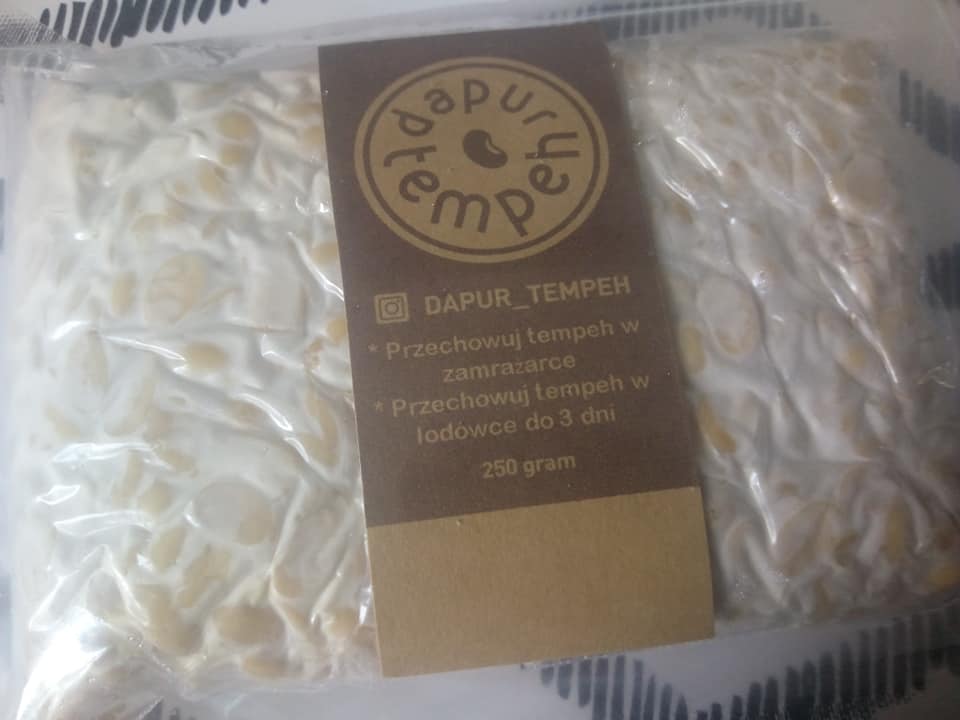 dapur
tempeh
DAPUR_TEMPEH
* Przechowuj tempeh w
zamrażarce
* Przechowuj tempeh w
lodówce do 3 dni
250 gram